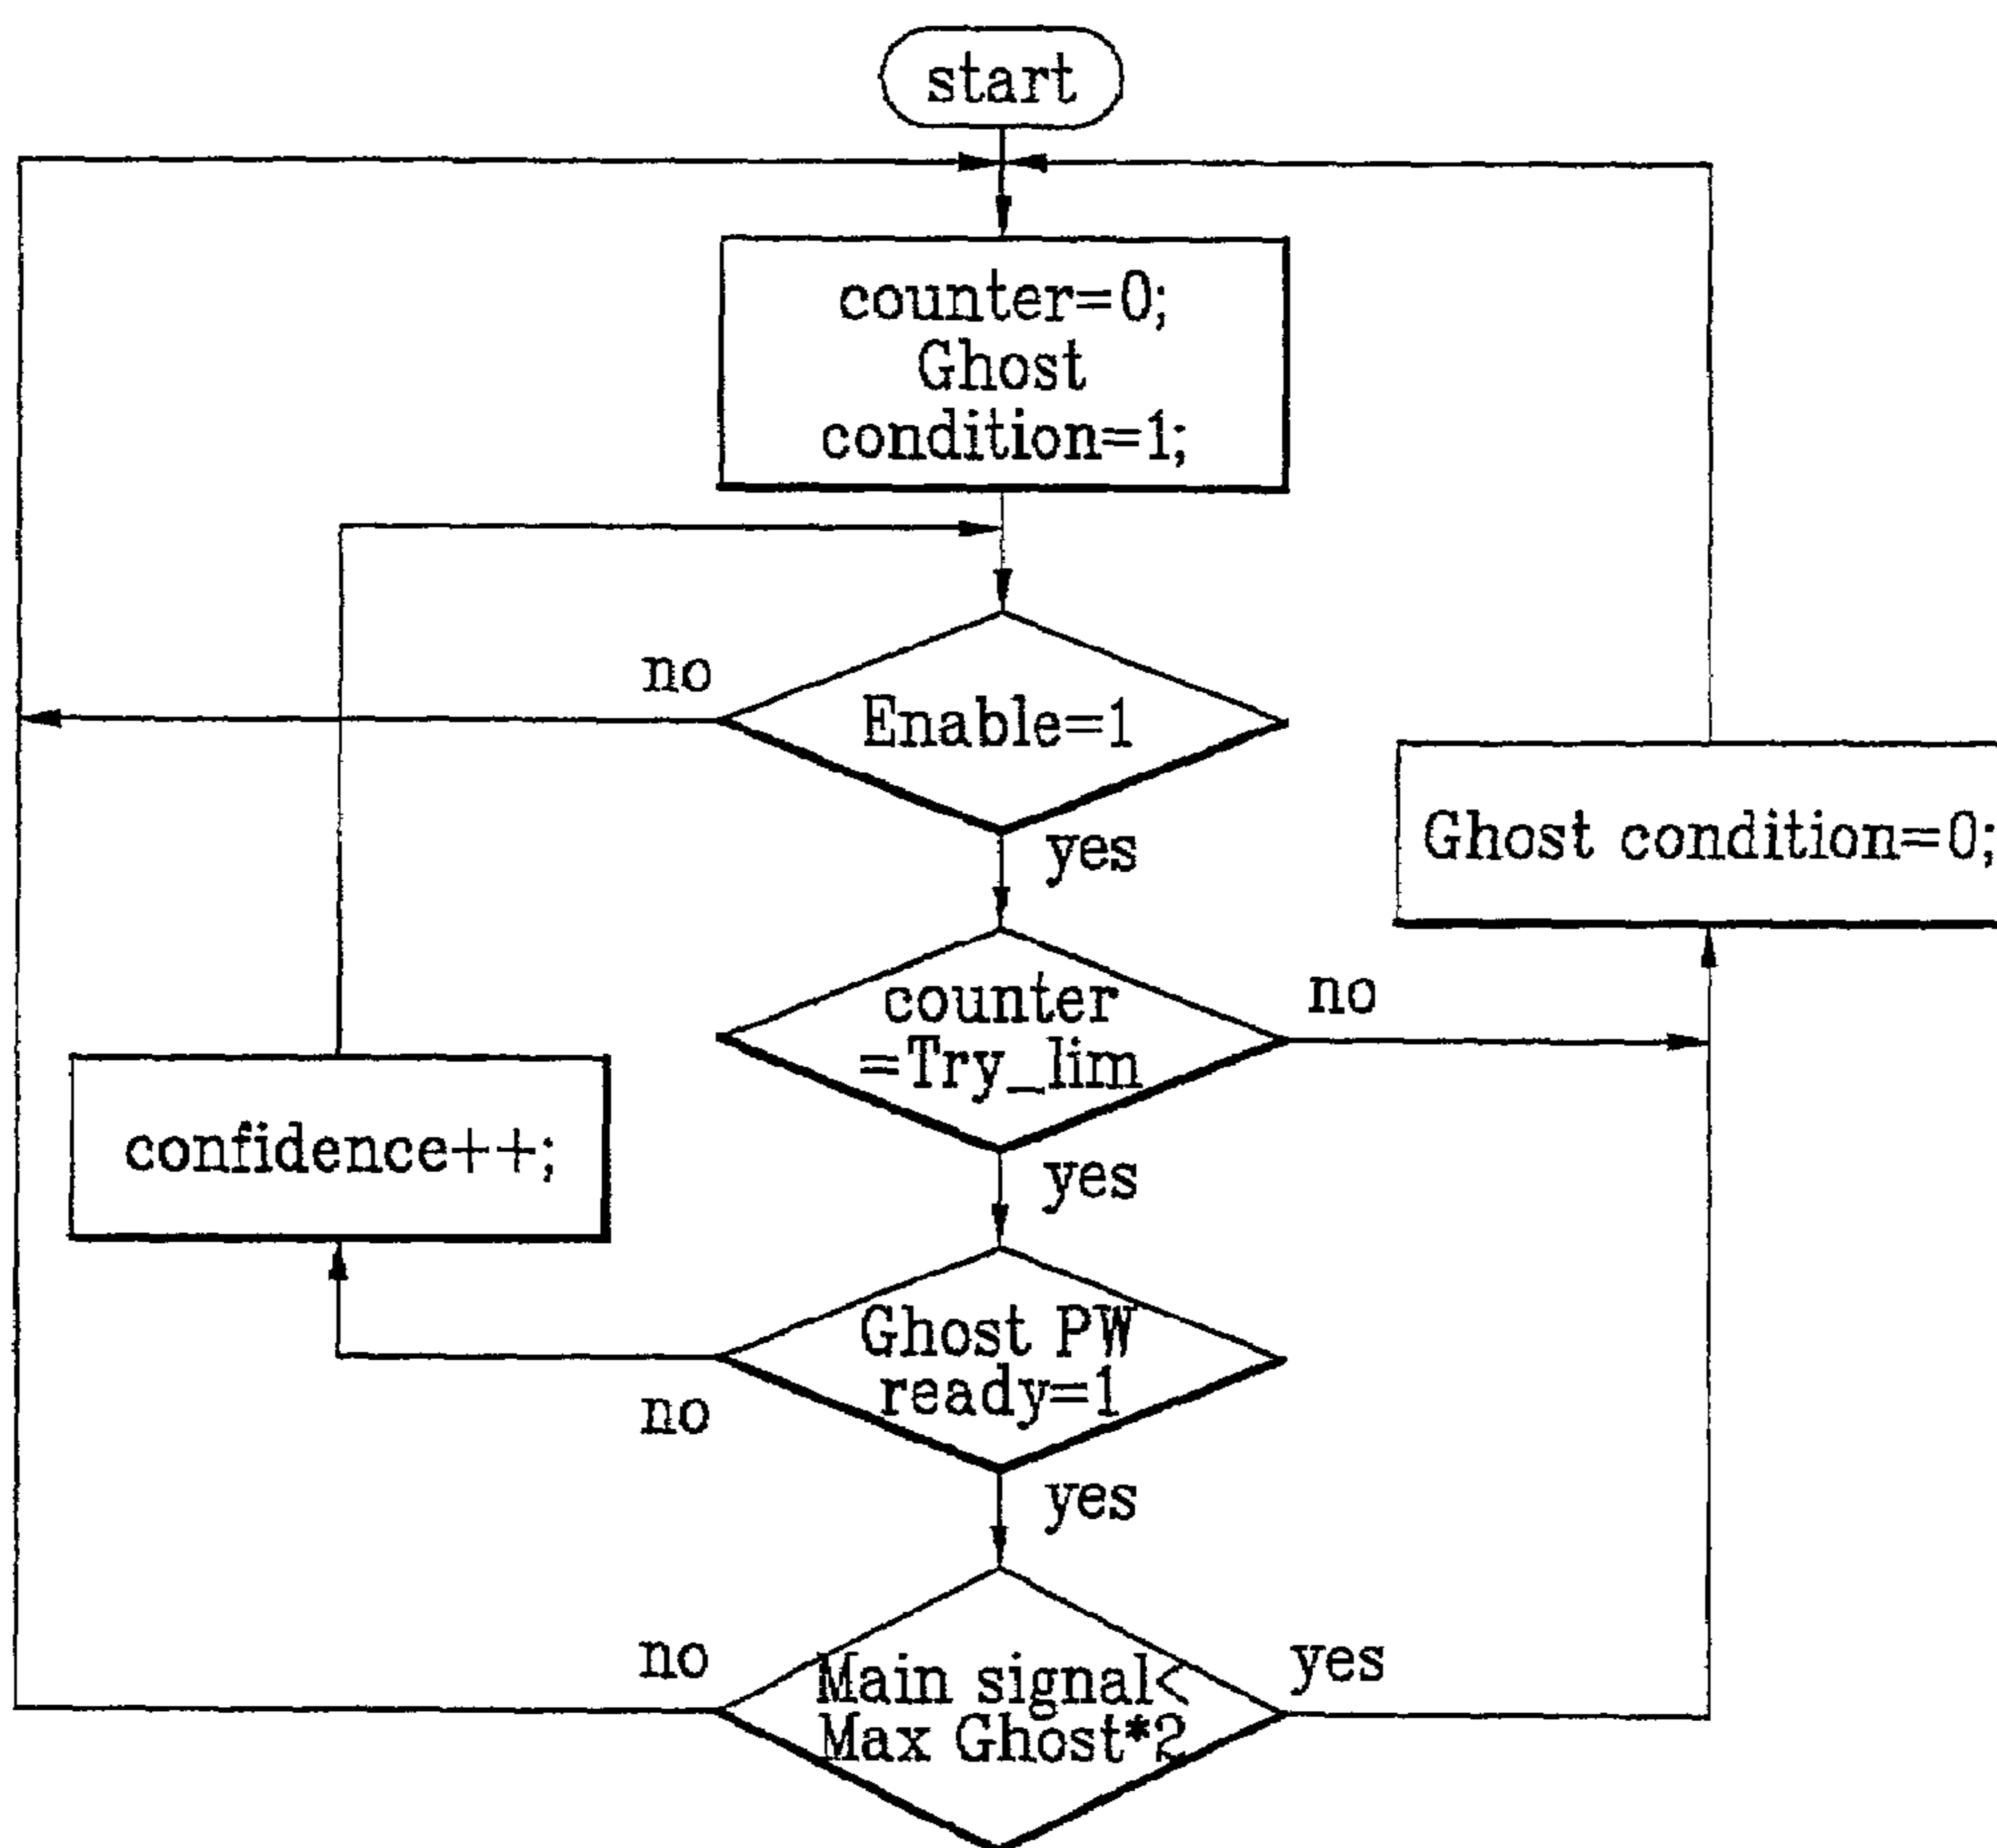 start
counter=0;
Ghost
condition=1;
no
Enable=1
yes
Ghost condition=0;
counter
=Try_lim
no
yes
confidence++;
Ghost PW
ready=1
no
yes
no
Main signal<
Max Ghost*2
yes